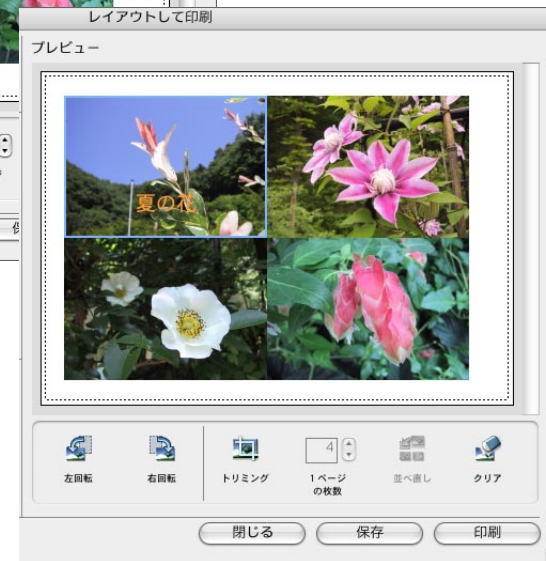 レイアウトして印刷
プレビュー
夏の花
左回転
右回転
トリミング
4
1 ページ
の枚数
並べ直し
クリア
閉じる
保存
印刷